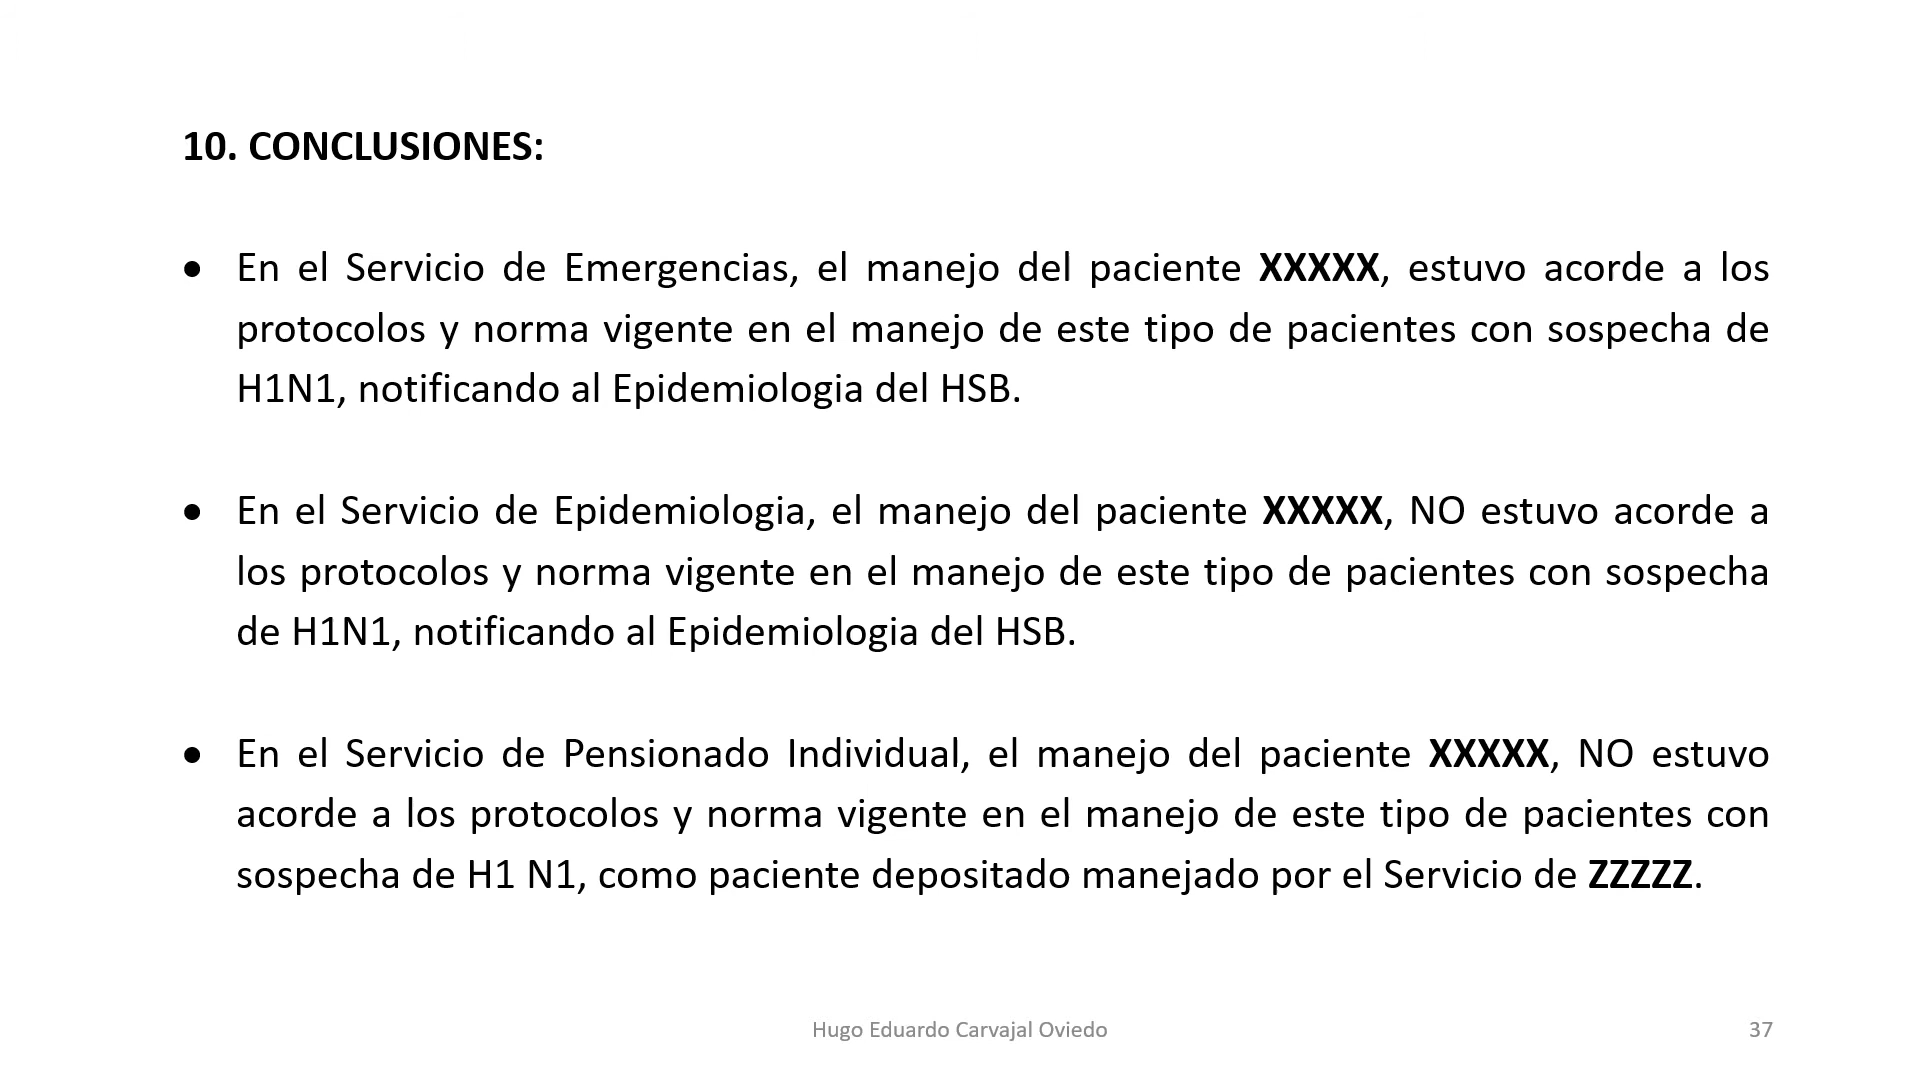 10. CONCLUSIONES:
• En el Servicio de Emergencias, el manejo del paciente XXXXX, estuvo acorde a los
protocolos y norma vigente en el manejo de este tipo de pacientes con sospecha de
H1N1, notificando al Epidemiologia del HSB.
• En el Servicio de Epidemiologia, el manejo del paciente XXXXX, NO estuvo acorde a
los protocolos y norma vigente en el manejo de este tipo de pacientes con sospecha
de H1N1, notificando al Epidemiologia del HSB.
• En el Servicio de Pensionado Individual, el manejo del paciente XXXXX, NO estuvo
acorde a los protocolos y norma vigente en el manejo de este tipo de pacientes con
sospecha de H1 N1, como paciente depositado manejado por el Servicio de ZZZZZ.
Hugo Eduardo Carvajal Oviedo
37